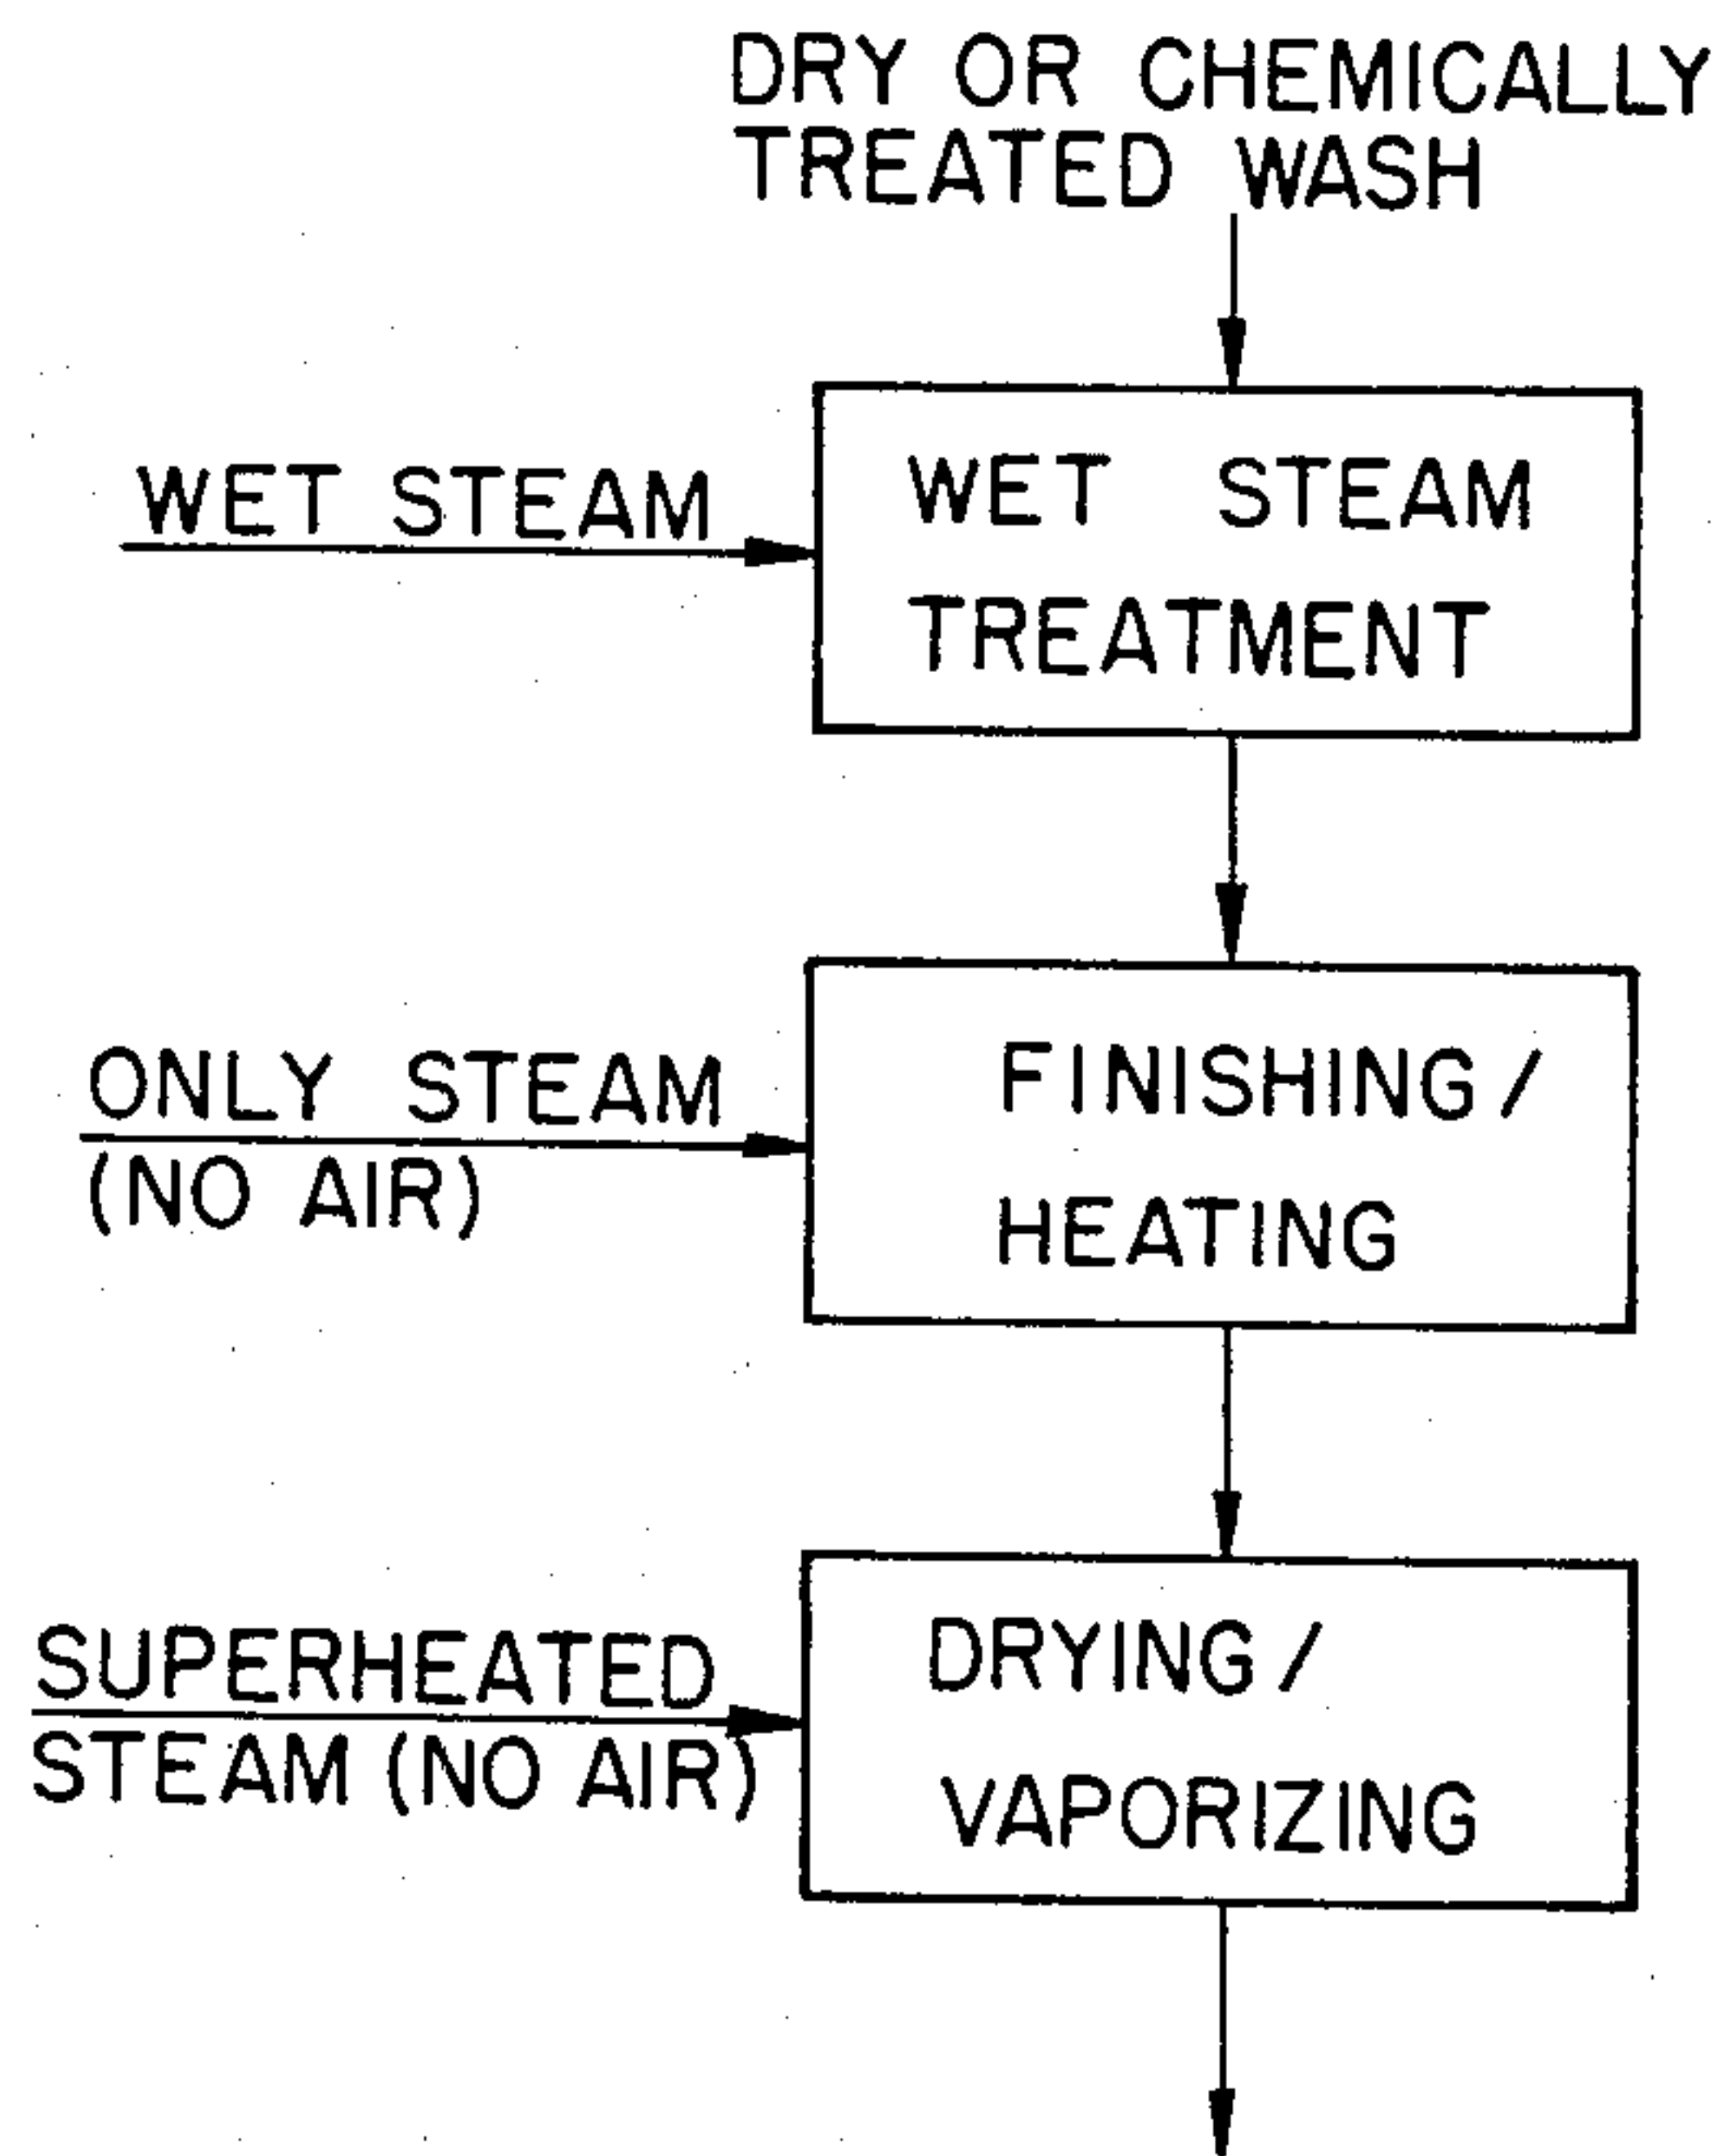 DRY OR CHEMICALLY
TREATED WASH
WET STEAM
WET STEAM
TREATMENT
ONLY STEAM
(NO AIR)
FINISHING/
HEATING
SUPERHEATED
STEAM (NO AIR)
DRYING/
VAPORIZING